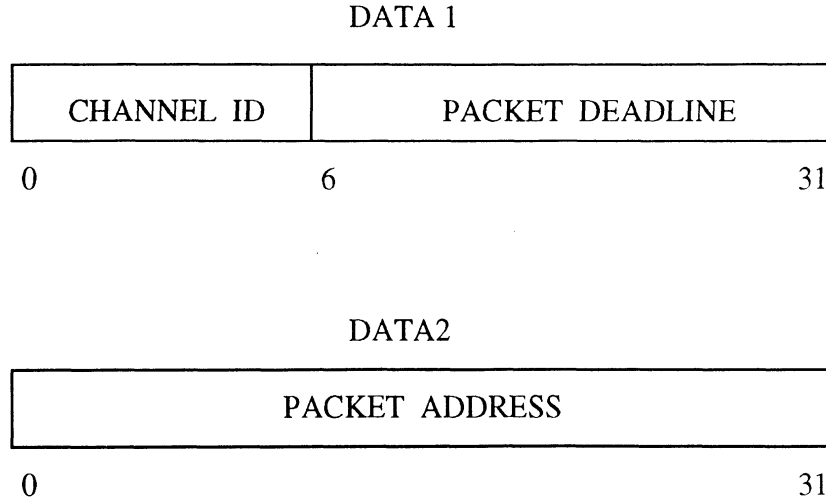 DATA 1
CHANNEL ID PACKET DEADLINE
0 6 31
DATA2
PACKET ADDRESS
0 31